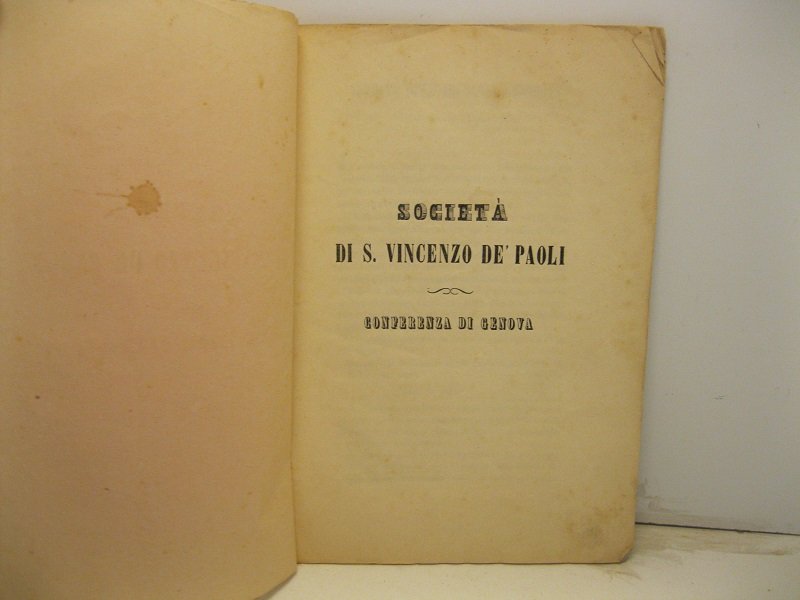 SOCIETÀ
DI S. VINCENZO DE' PAOLI
CONFERENZA DI GENOVA